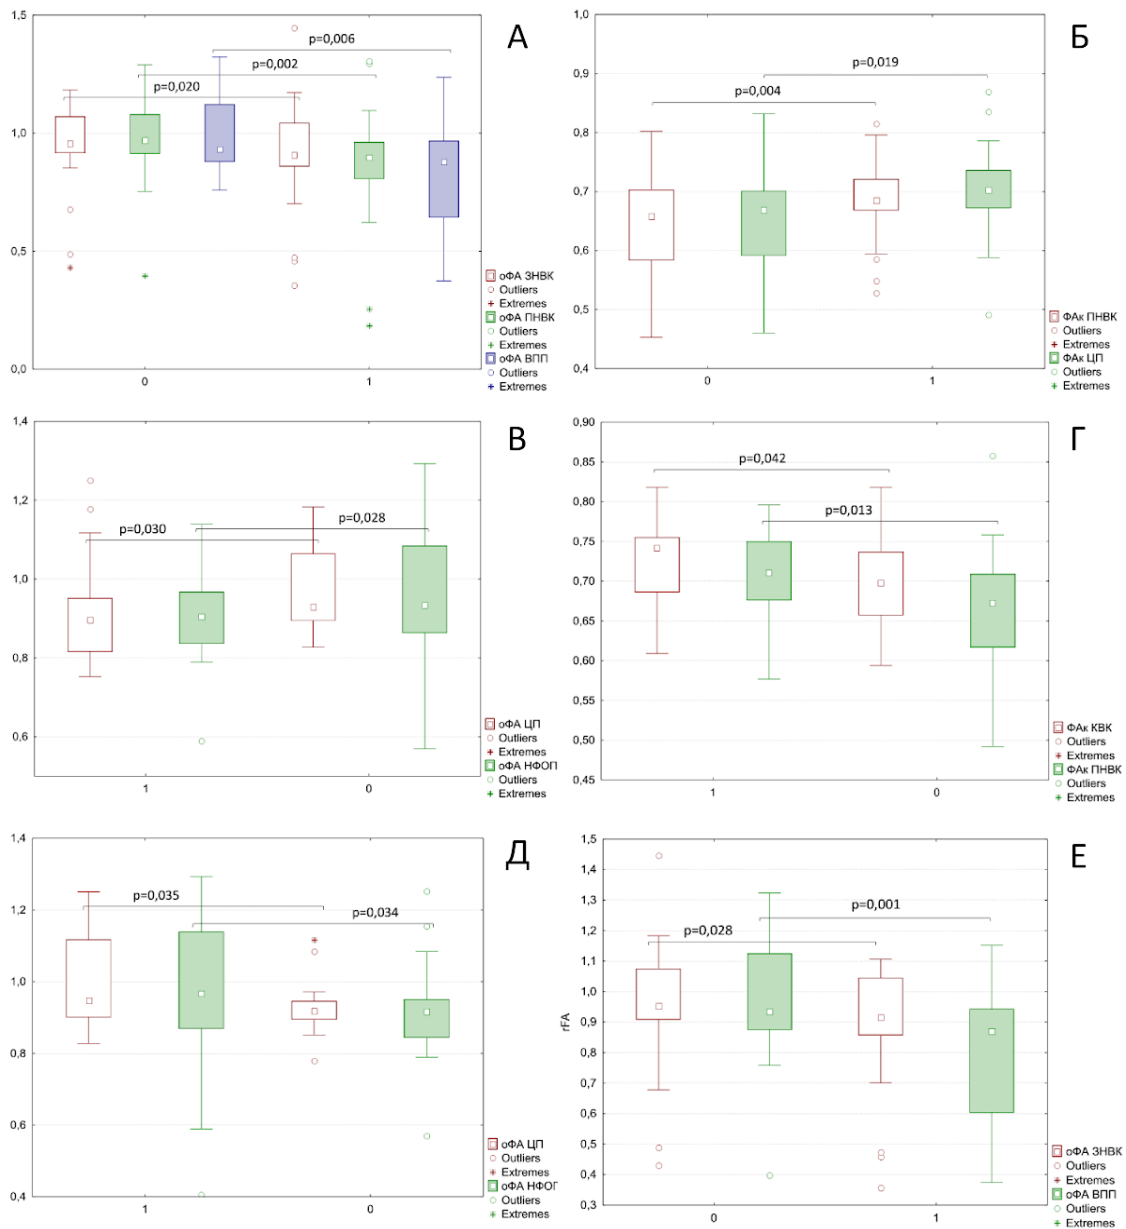 А
1,5
1,0
0,5
0,0
p=0,006
p=0,002
p=0,020
0
1
оФА ЗНВК
Outliers
Extremes
оФА ПНВК
Outliers
Extremes
оФА ВПП
Outliers
Extremes
Б
1,0
0,9
0,8
0,7
0,6
0,5
0,4
p=0,019
p=0,004
0
1
ФАк ПНВК
Outliers
Extremes
ФАк ЦП
Outliers
Extremes
В
1,4
1,2
1,0
0,8
0,6
p=0,030
p=0,028
1
0
оФА ЦП
Outliers
Extremes
оФА НФОП
Outliers
Extremes
Г
0,90
0,85
0,80
0,75
0,70
0,65
0,60
0,55
0,50
0,45
p=0,042
p=0,013
1
0
ФАк КВК
Outliers
Extremes
ФАк ПНВК
Outliers
Extremes
Д
1,4
1,2
1,0
0,8
0,6
0,4
p=0,035
p=0,034
1
0
оФА ЦП
Outliers
Extremes
оФА НФОГ
Outliers
Extremes
Е
1,5
1,4
1,3
1,2
1,1
1,0
0,9
0,8
0,7
0,6
0,5
0,4
0,3
rFA
p=0,001
p=0,028
0
1
оФА ЗНВК
Outliers
Extremes
оФА ВПП
Outliers
Extremes